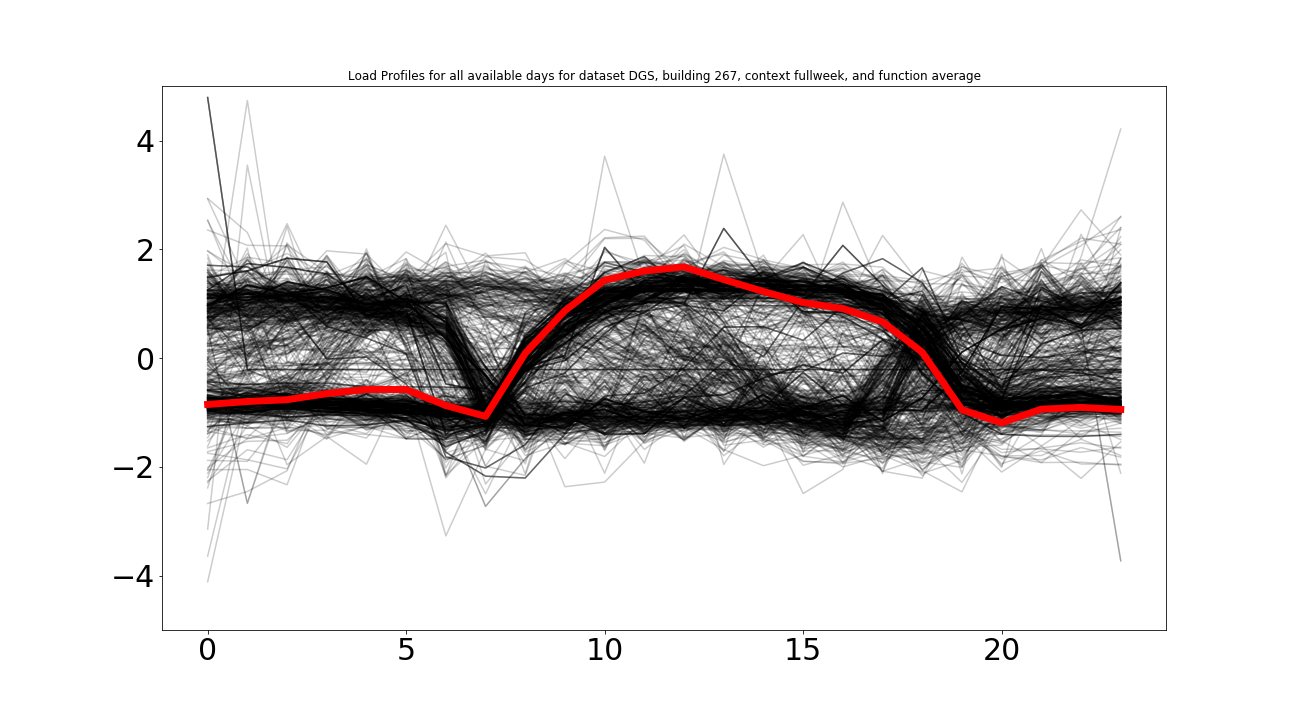 Load Profiles for all available days for dataset DGS, building 267, context fullweek, and function average
4
2
0
−2
−4
0 5 10 15 20